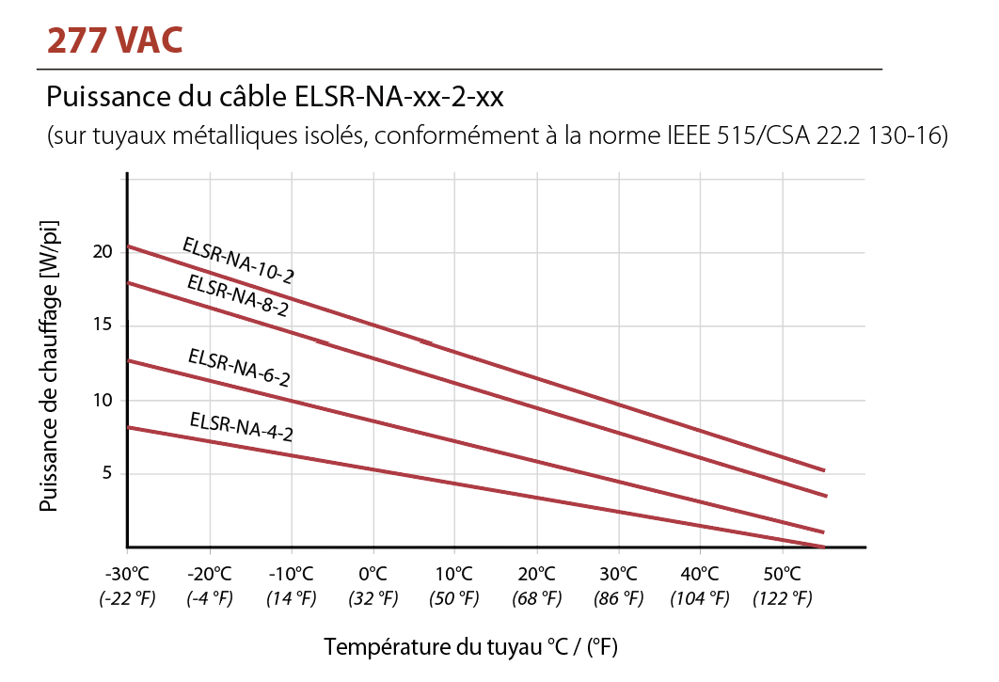 277 VAC
Puissance du câble ELSR-NA-xx-2-xx
(sur tuyaux métalliques isolés, conformément à la norme IEEE 515/CSA 22.2 130-16)
Puissance de chauffage [W/pi]
20
15
10
5
ELSR-NA-10-2
ELSR-NA-8-2
ELSR-NA-6-2
ELSR-NA-4-2
-30°C -20°C -10°C 0°C 10°C 20°C 30°C 40°C 50°C
(-22 °F) (-4 °F) (14 °F) (32 °F) (50 °F) (68 °F) (86 °F) (104 °F) (122 °F)
Température du tuyau °C / (°F)